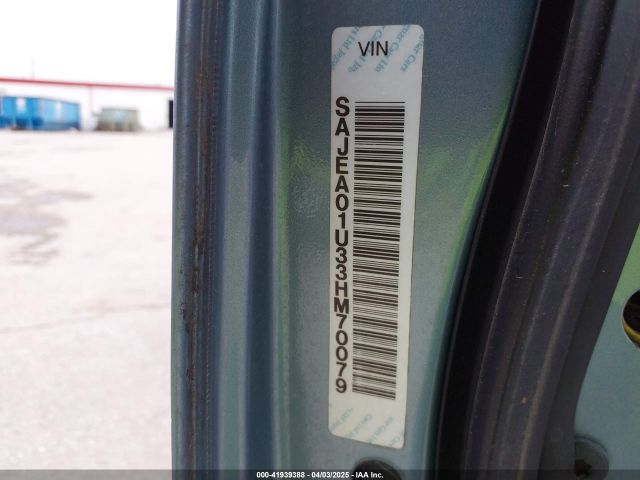 VIN
SAJEA01U33HM70079
000-41939388 - 04/03/2025 - IAA Inc.